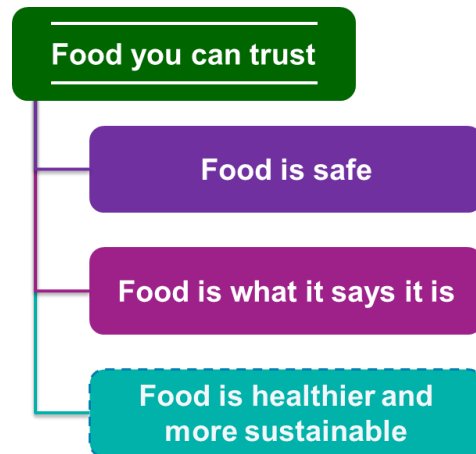 Food you can trust
Food is safe
Food is what it says it is
Food is healthier and
more sustainable